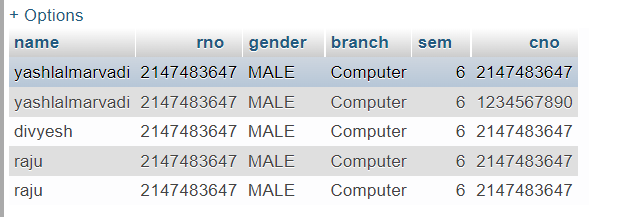 + Options
name rno gender branch sem cno
yashlalmarvadi 2147483647 MALE Computer 6 2147483647
yashlalmarvadi 2147483647 MALE Computer 6 1234567890
divyesh 2147483647 MALE Computer 6 2147483647
raju 2147483647 MALE Computer 6 2147483647
raju 2147483647 MALE Computer 6 2147483647